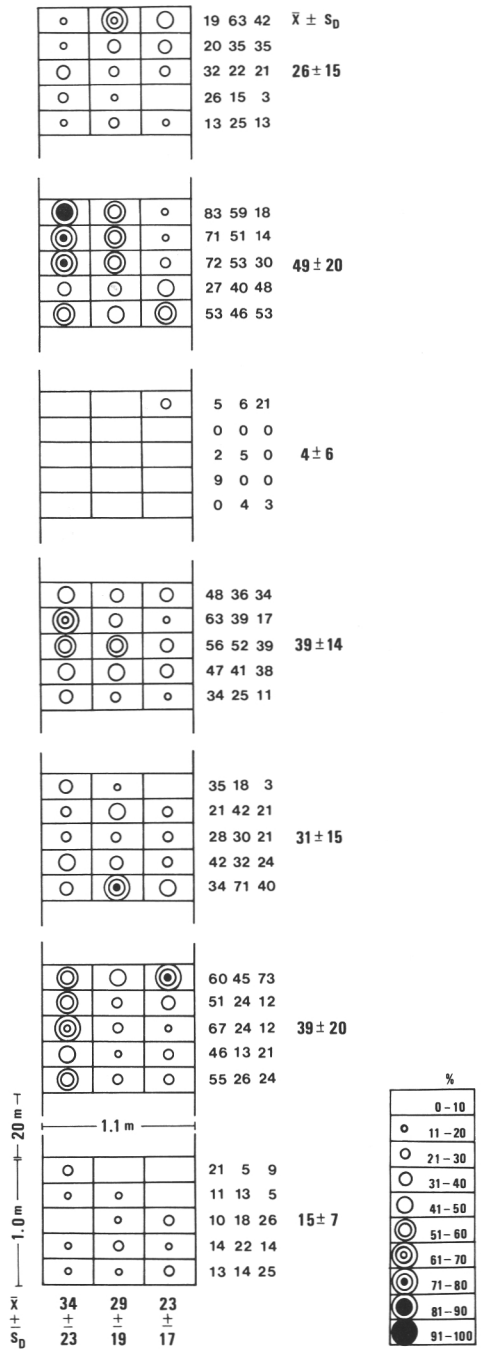 19 63 42 X̄ ± S_D
20 35 35
32 22 21 26±15
26 15 3
13 25 13
83 59 18
71 51 14
72 53 30 49±20
27 40 48
53 46 53
5 6 21
0 0 0
2 5 0 4±6
9 0 0
0 4 3
48 36 34
63 39 17
56 52 39 39±14
47 41 38
34 25 11
35 18 3
21 42 21
28 30 21 31±15
42 32 24
34 71 40
60 45 73
51 24 12
67 24 12 39±20
46 13 21
55 26 24
20 m
1.1 m
21 5 9
11 13 5
1.0 m
10 18 26 15±7
14 22 14
13 14 25
X̄ 34 29 23
± ± ± ±
S̄_D 23 19 17
%
0–10
11–20
21–30
31–40
41–50
51–60
61–70
71–80
81–90
91–100